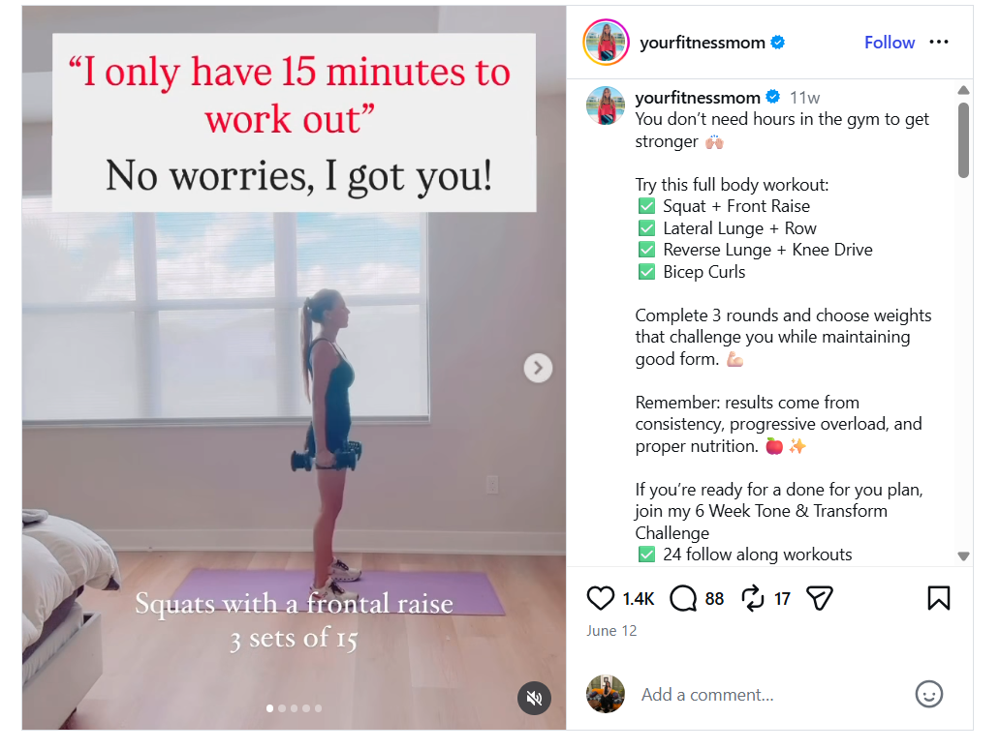 “I only have 15 minutes to
work out”
No worries, I got you!
Squats with a frontal raise
3 sets of 15
yourfitnessmom
Follow
yourfitnessmom 11w
You don’t need hours in the gym to get
stronger 🙌🏼
Try this full body workout:
✅ Squat + Front Raise
✅ Lateral Lunge + Row
✅ Reverse Lunge + Knee Drive
✅ Bicep Curls
Complete 3 rounds and choose weights
that challenge you while maintaining
good form. 💪🏻
Remember: results come from
consistency, progressive overload, and
proper nutrition. 🍎 ✨
If you’re ready for a done for you plan,
join my 6 Week Tone & Transform
Challenge
✅ 24 follow along workouts
1.4K 88 17
June 12
Add a comment...